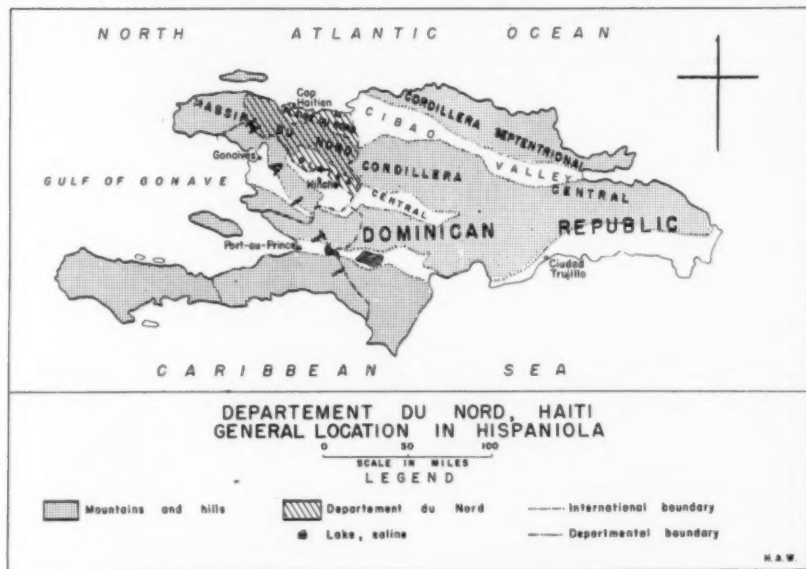 NORTH ATLANTIC OCEAN
Cap
Haitien
MASSIF DU NORD
CORDILLERA SEPTENTRIONAL
CIBAO VALLEY
Gonaives
GULF OF GONAVE
Hinche
CORDILLERA CENTRAL
CENTRAL
HAITI
DOMINICAN REPUBLIC
Port-au-Prince
Ciudad
Trujillo
CARIBBEAN SEA
DEPARTEMENT DU NORD, HAITI
GENERAL LOCATION IN HISPANIOLA
0 50 100
SCALE IN MILES
LEGEND
Mountains and hills
Departement du Nord
International boundary
Lake, saline
Departmental boundary
H.A.W.